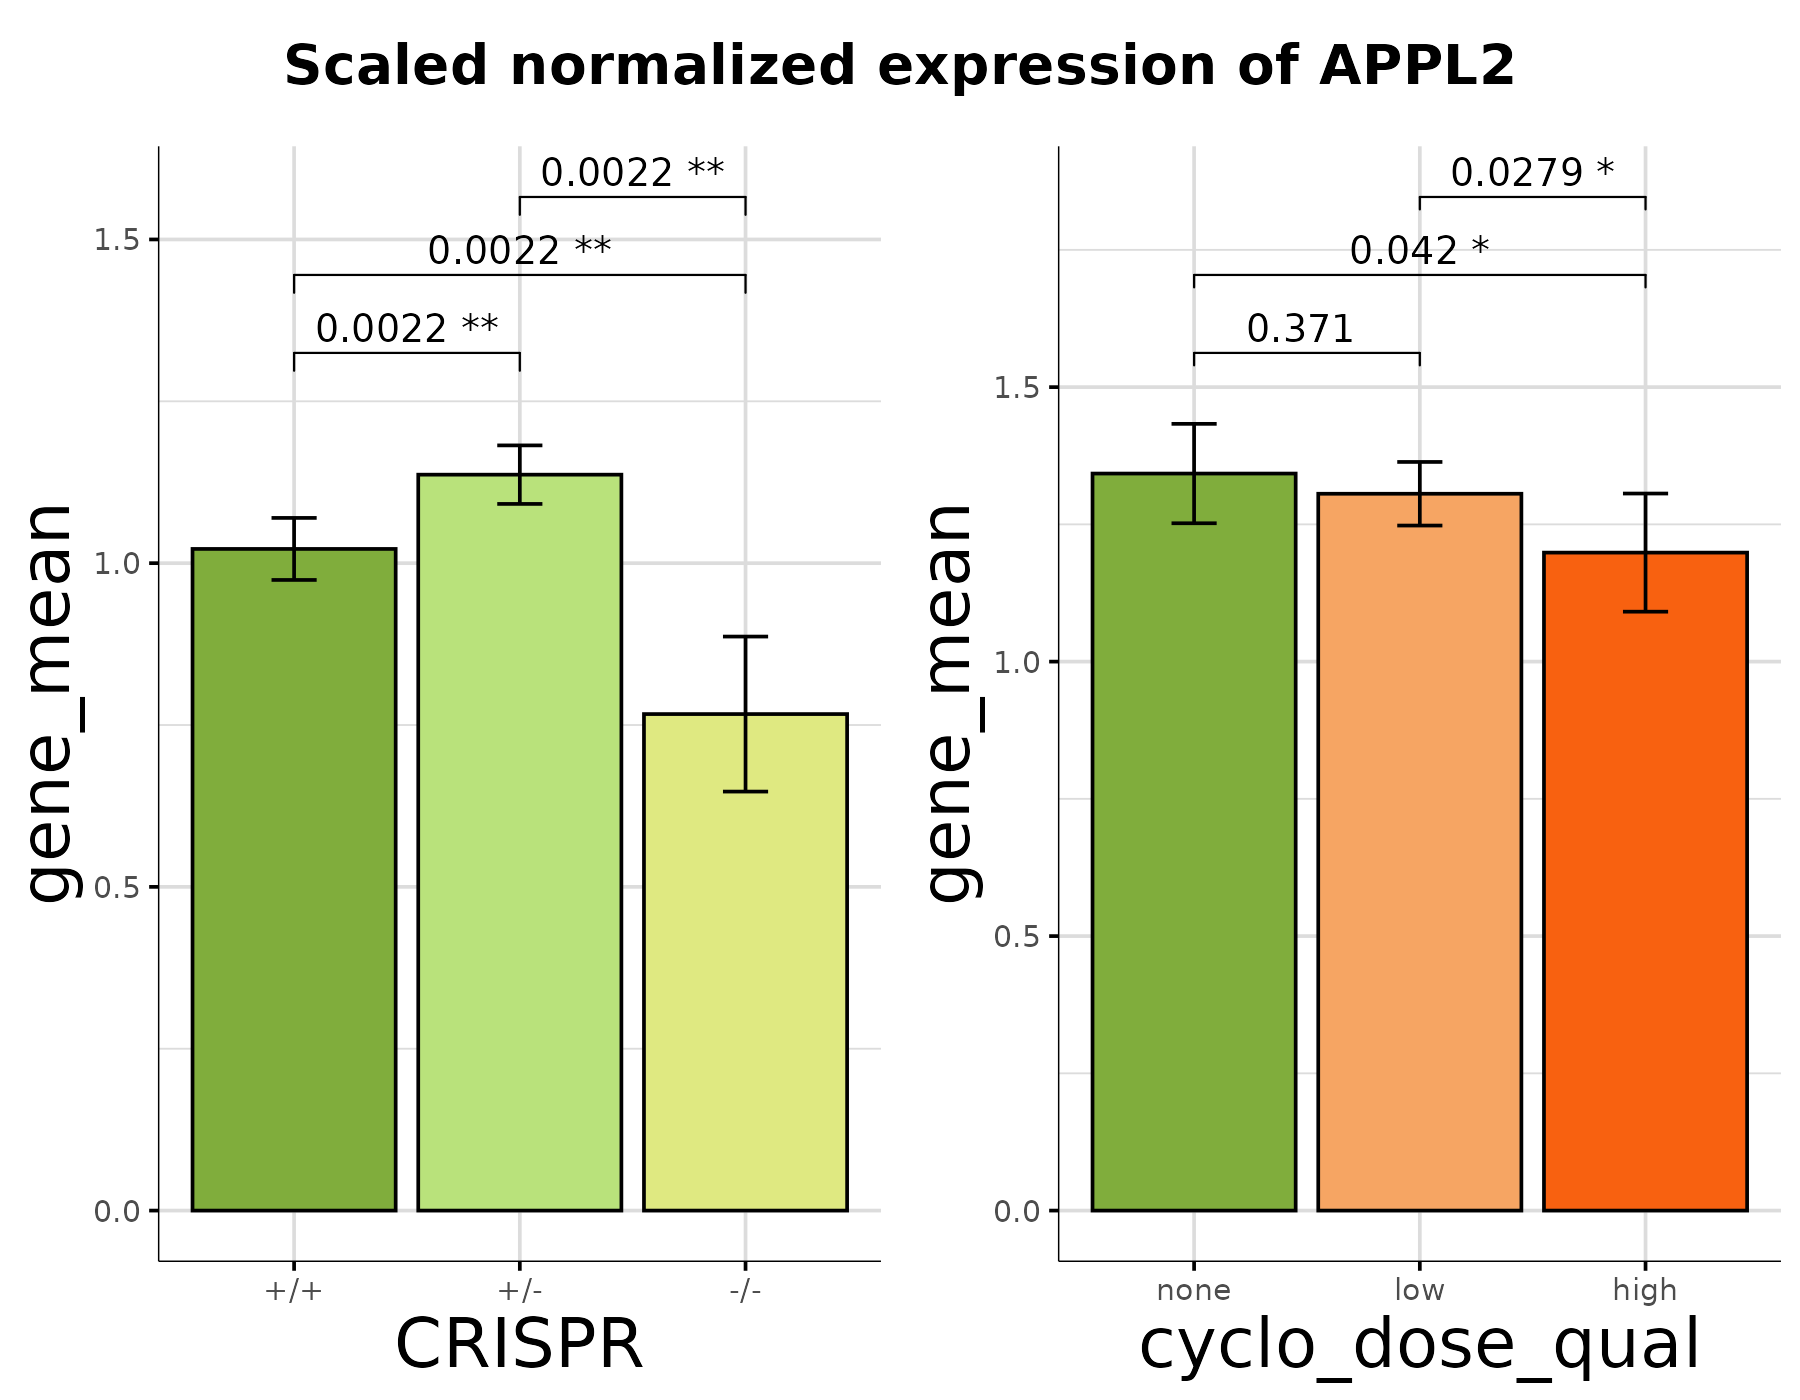 Scaled normalized expression of APPL2
gene_mean
1.5
1.0
0.5
0.0
0.0022 **
0.0022 **
0.0022 **
+/+
+/-
-/-
CRISPR
gene_mean
1.5
1.0
0.5
0.0
0.0279 *
0.042 *
0.371
none
low
high
cyclo_dose_qual